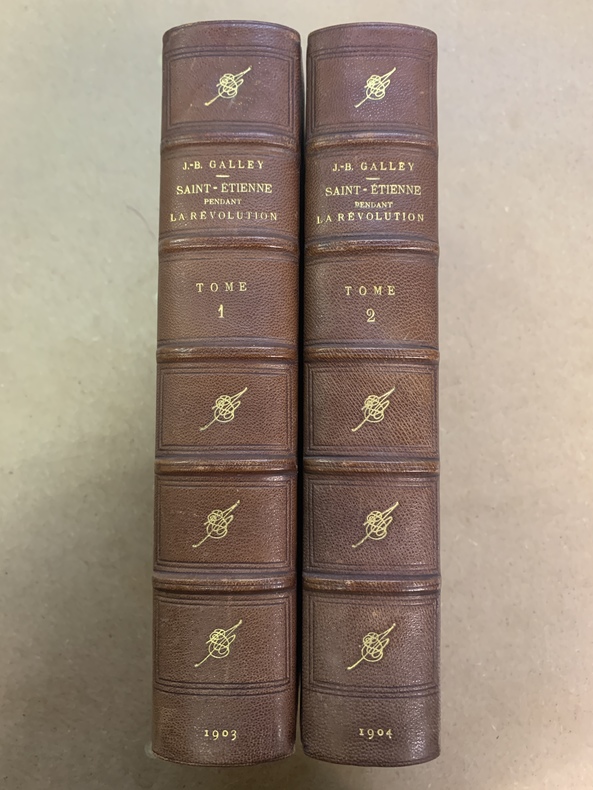 J.-B. GALLEY
SAINT-ÉTIENNE
PENDANT
LA RÉVOLUTION
TOME
1
1903
J.-B. GALLEY
SAINT-ÉTIENNE
PENDANT
LA RÉVOLUTION
TOME
2
1904